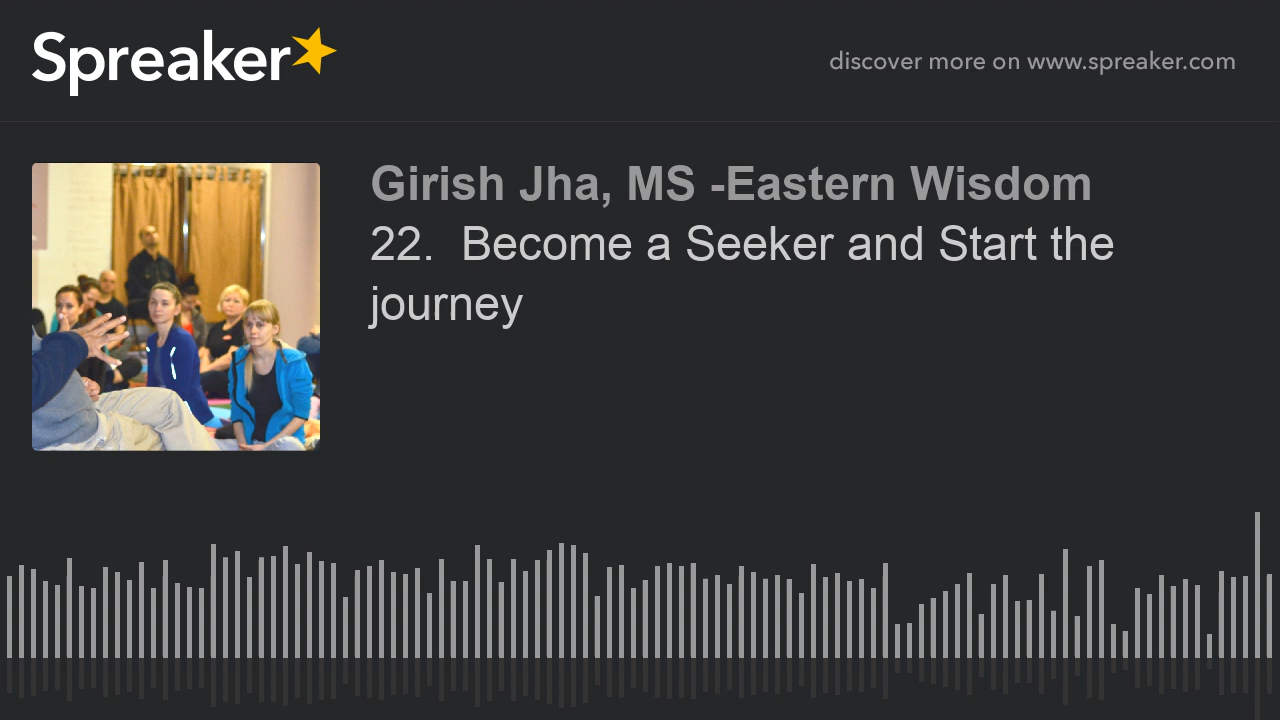 Spreaker
discover more on www.spreaker.com
Girish Jha, MS -Eastern Wisdom
22.  Become a Seeker and Start the
journey